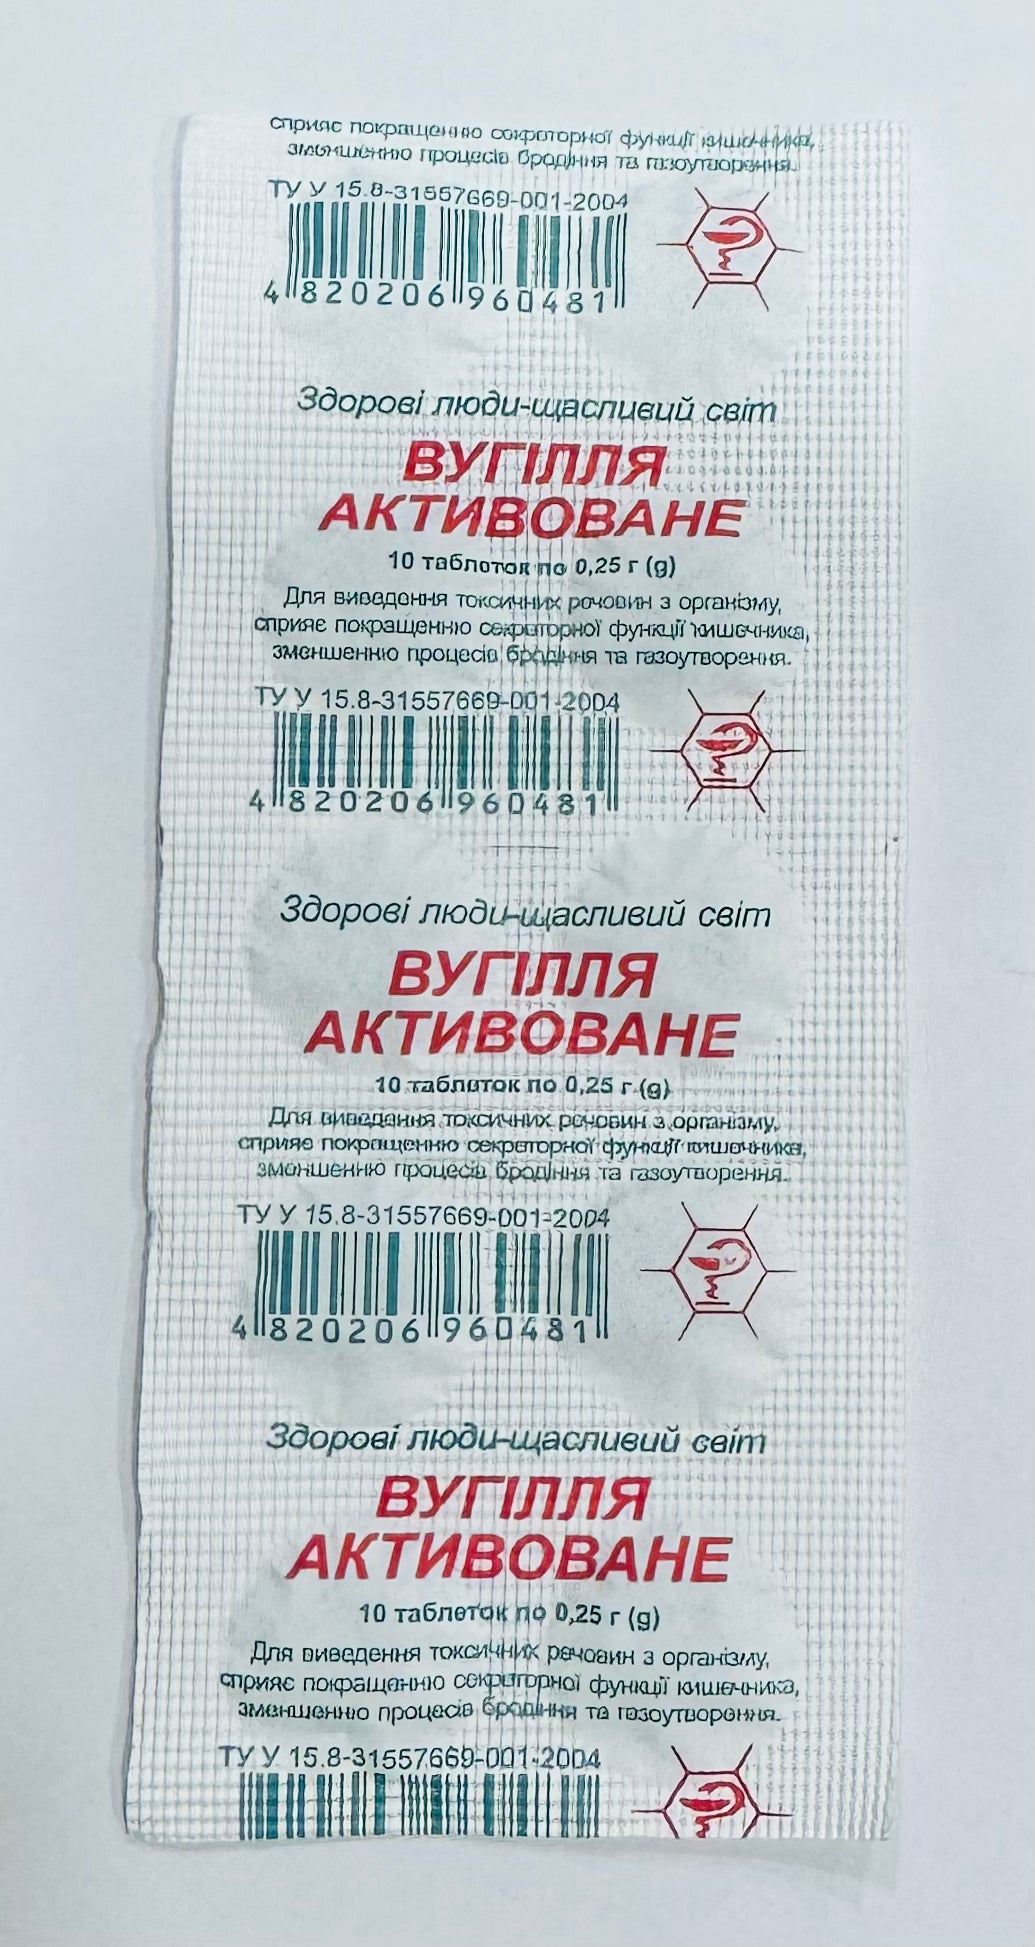 сприяє покращенню секреторної функції кишечника,
зменшенню процесів бродіння та газоутворення.
ТУ У 15.8-31557669-001-2004
4 820206 960481
Здорові люди-щасливий світ
ВУГІЛЛЯ
АКТИВОВАНЕ
10 таблеток по 0,25 г (g)
Для виведення токсичних речовин з організму,
сприяє покращенню секреторної функції кишечника,
зменшенню процесів бродіння та газоутворення.
ТУ У 15.8-31557669-001-2004
4 820206 960481
Здорові люди-щасливий світ
ВУГІЛЛЯ
АКТИВОВАНЕ
10 таблеток по 0,25 г (g)
Для виведення токсичних речовин з організму,
сприяє покращенню секреторної функції кишечника,
зменшенню процесів бродіння та газоутворення.
ТУ У 15.8-31557669-001-2004
4 820206 960481
Здорові люди-щасливий світ
ВУГІЛЛЯ
АКТИВОВАНЕ
10 таблеток по 0,25 г (g)
Для виведення токсичних речовин з організму,
сприяє покращенню секреторної функції кишечника,
зменшенню процесів бродіння та газоутворення.
ТУ У 15.8-31557669-001-2004